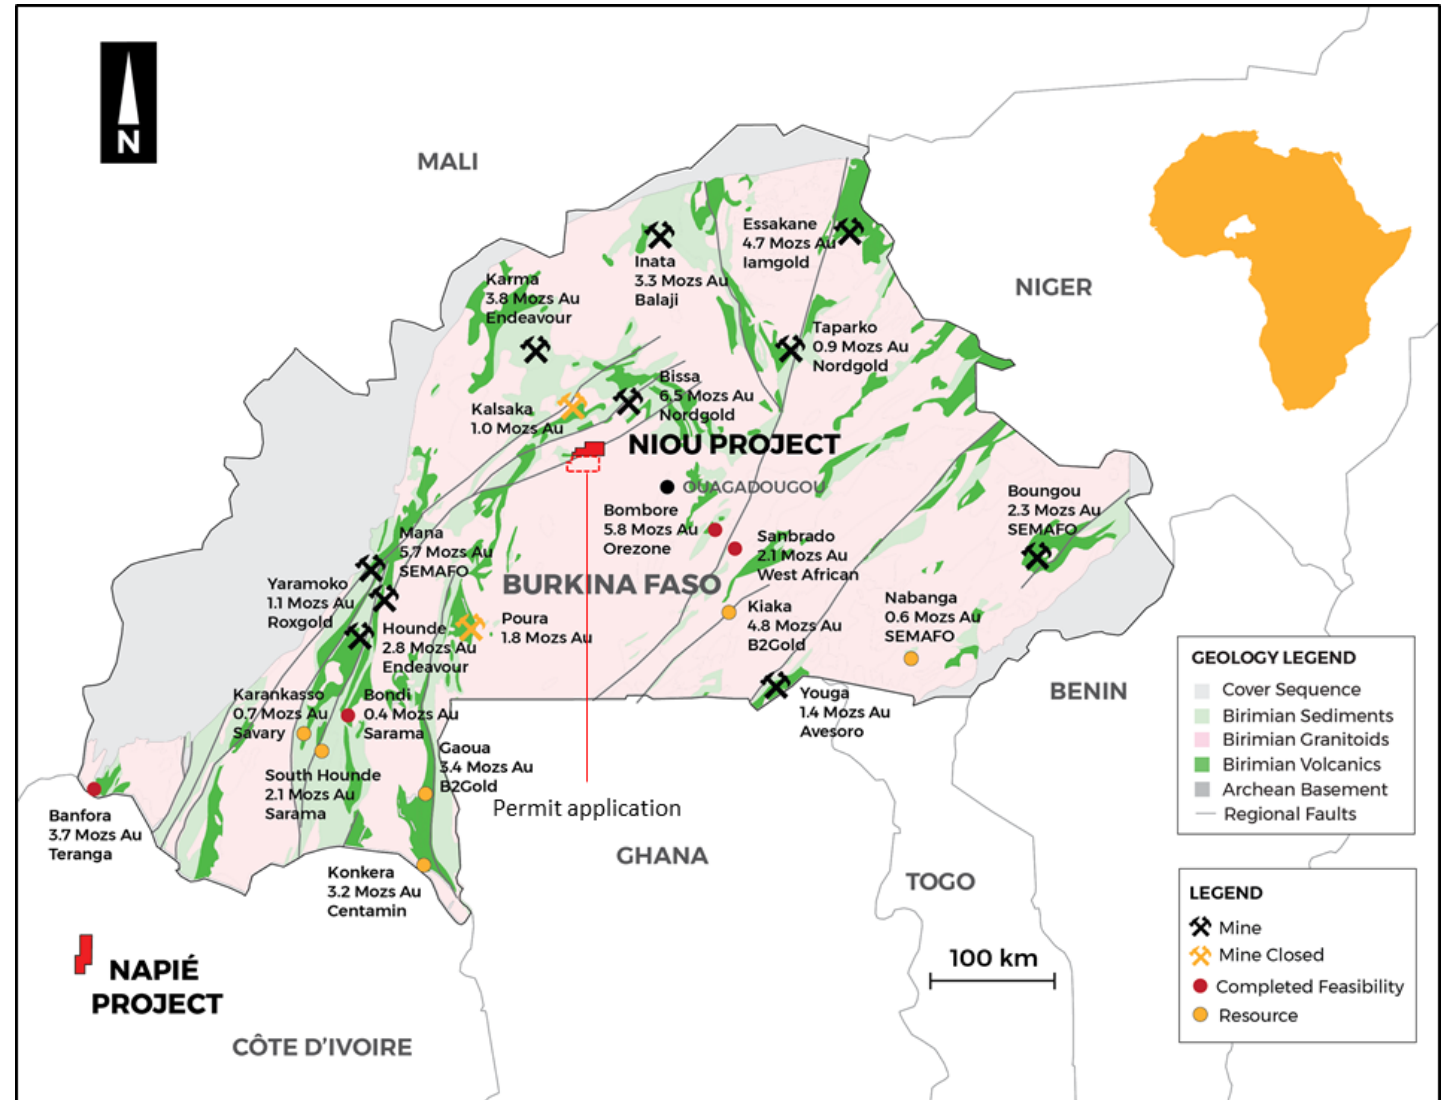 N
MALI
NIGER
Essakane
4.7 Mozs Au
Iamgold
Inata
3.3 Mozs Au
Balaji
Karma
3.8 Mozs Au
Endeavour
Taparko
0.9 Mozs Au
Nordgold
Bissa
6.5 Mozs Au
Nordgold
Kalsaka
1.0 Mozs Au
NIOU PROJECT
OUAGADOUGOU
Bombore
5.8 Mozs Au
Orezone
Boungou
2.3 Mozs Au
SEMAFO
Sanbrado
2.1 Mozs Au
West African
Mana
5.7 Mozs Au
SEMAFO
BURKINA FASO
Yaramoko
1.1 Mozs Au
Roxgold
Nabanga
0.6 Mozs Au
SEMAFO
Kiaka
4.8 Mozs Au
B2Gold
Poura
1.8 Mozs Au
Hounde
2.8 Mozs Au
Endeavour
Karankasso
0.7 Mozs Au
Savary
Bondi
0.4 Mozs Au
Sarama
Youga
1.4 Mozs Au
Avesoro
BENIN
Gaoua
3.4 Mozs Au
B2Gold
South Hounde
2.1 Mozs Au
Sarama
Permit application
Banfora
3.7 Mozs Au
Teranga
GHANA
TOGO
Konkera
3.2 Mozs Au
Centamin
NAPIÉ
PROJECT
CÔTE D'IVOIRE
100 km
GEOLOGY LEGEND
Cover Sequence
Birimian Sediments
Birimian Granitoids
Birimian Volcanics
Archean Basement
Regional Faults
LEGEND
Mine
Mine Closed
Completed Feasibility
Resource